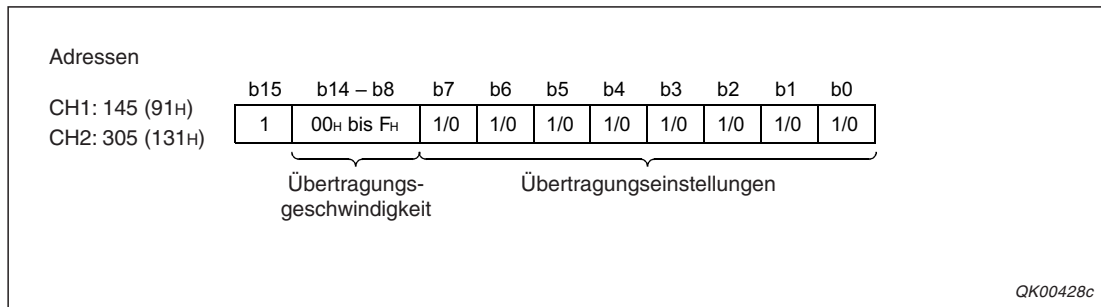 Adressen
b15 b14 – b8 b7 b6 b5 b4 b3 b2 b1 b0
CH1: 145 (91H)
CH2: 305 (131H)
1 00H bis FH 1/0 1/0 1/0 1/0 1/0 1/0 1/0 1/0
Übertragungs-
geschwindigkeit
Übertragungseinstellungen
QK00428c